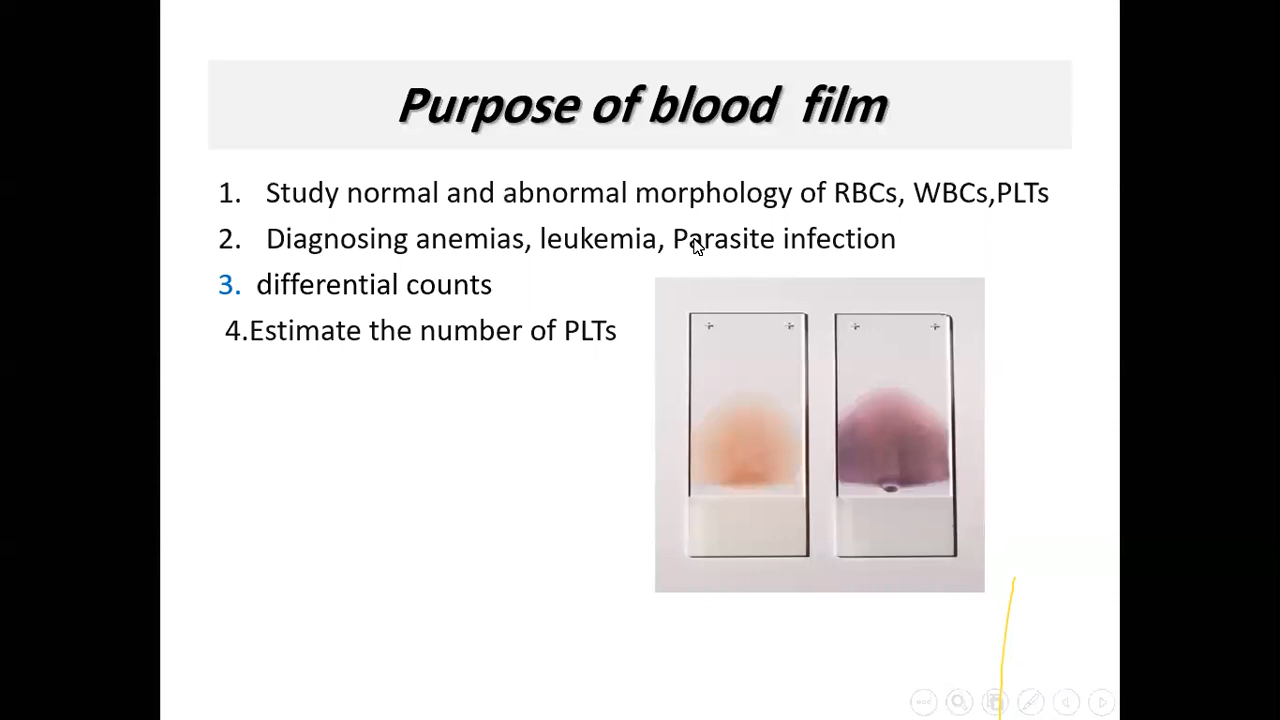 Purpose of blood film
1. Study normal and abnormal morphology of RBCs, WBCs,PLTs
2. Diagnosing anemias, leukemia, Parasite infection
3. differential counts
4.Estimate the number of PLTs